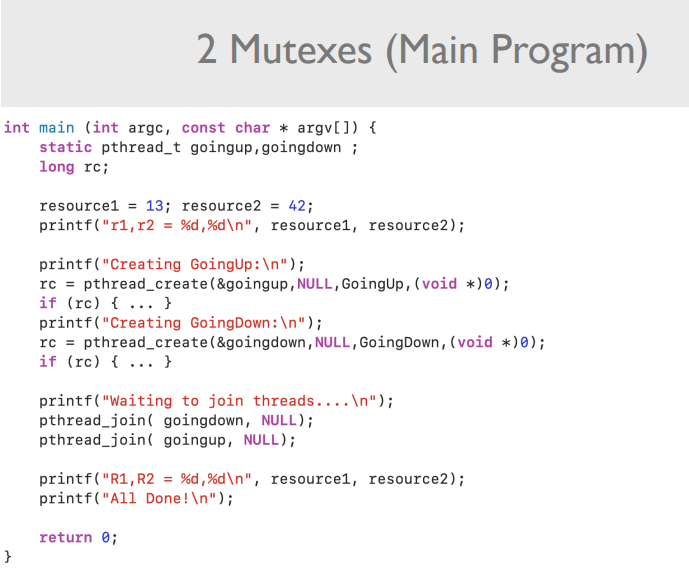 2 Mutexes (Main Program)
int main (int argc, const char * argv[]) {
    static pthread_t goingup,goingdown ;
    long rc;

    resource1 = 13; resource2 = 42;
    printf("r1,r2 = %d,%d\n", resource1, resource2);

    printf("Creating GoingUp:\n");
    rc = pthread_create(&goingup,NULL,GoingUp,(void *)0);
    if (rc) { ... }
    printf("Creating GoingDown:\n");
    rc = pthread_create(&goingdown,NULL,GoingDown,(void *)0);
    if (rc) { ... }

    printf("Waiting to join threads....\n");
    pthread_join( goingdown, NULL);
    pthread_join( goingup, NULL);

    printf("R1,R2 = %d,%d\n", resource1, resource2);
    printf("All Done!\n");

    return 0;
}